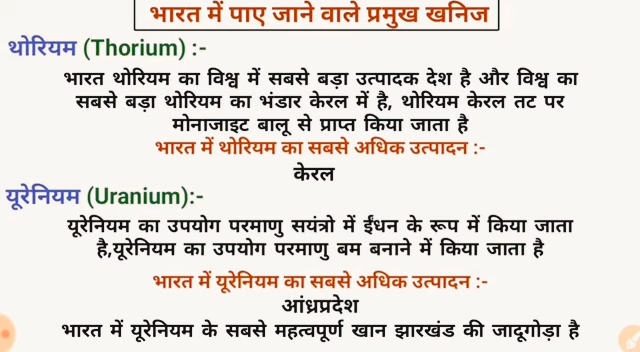 भारत में पाए जाने वाले प्रमुख खनिज
थोरियम (Thorium) :-
भारत थोरियम का विश्व में सबसे बड़ा उत्पादक देश है और विश्व का
सबसे बड़ा थोरियम का भंडार केरल में है, थोरियम केरल तट पर
मोनाजाइट बालू से प्राप्त किया जाता है
भारत में थोरियम का सबसे अधिक उत्पादन :-
केरल
यूरेनियम (Uranium):-
यूरेनियम का उपयोग परमाणु सयंत्रो में ईंधन के रूप में किया जाता
है,यूरेनियम का उपयोग परमाणु बम बनाने में किया जाता है
भारत में यूरेनियम का सबसे अधिक उत्पादन :-
आंध्रप्रदेश
भारत में यूरेनियम के सबसे महत्वपूर्ण खान झारखंड की जादूगोड़ा है